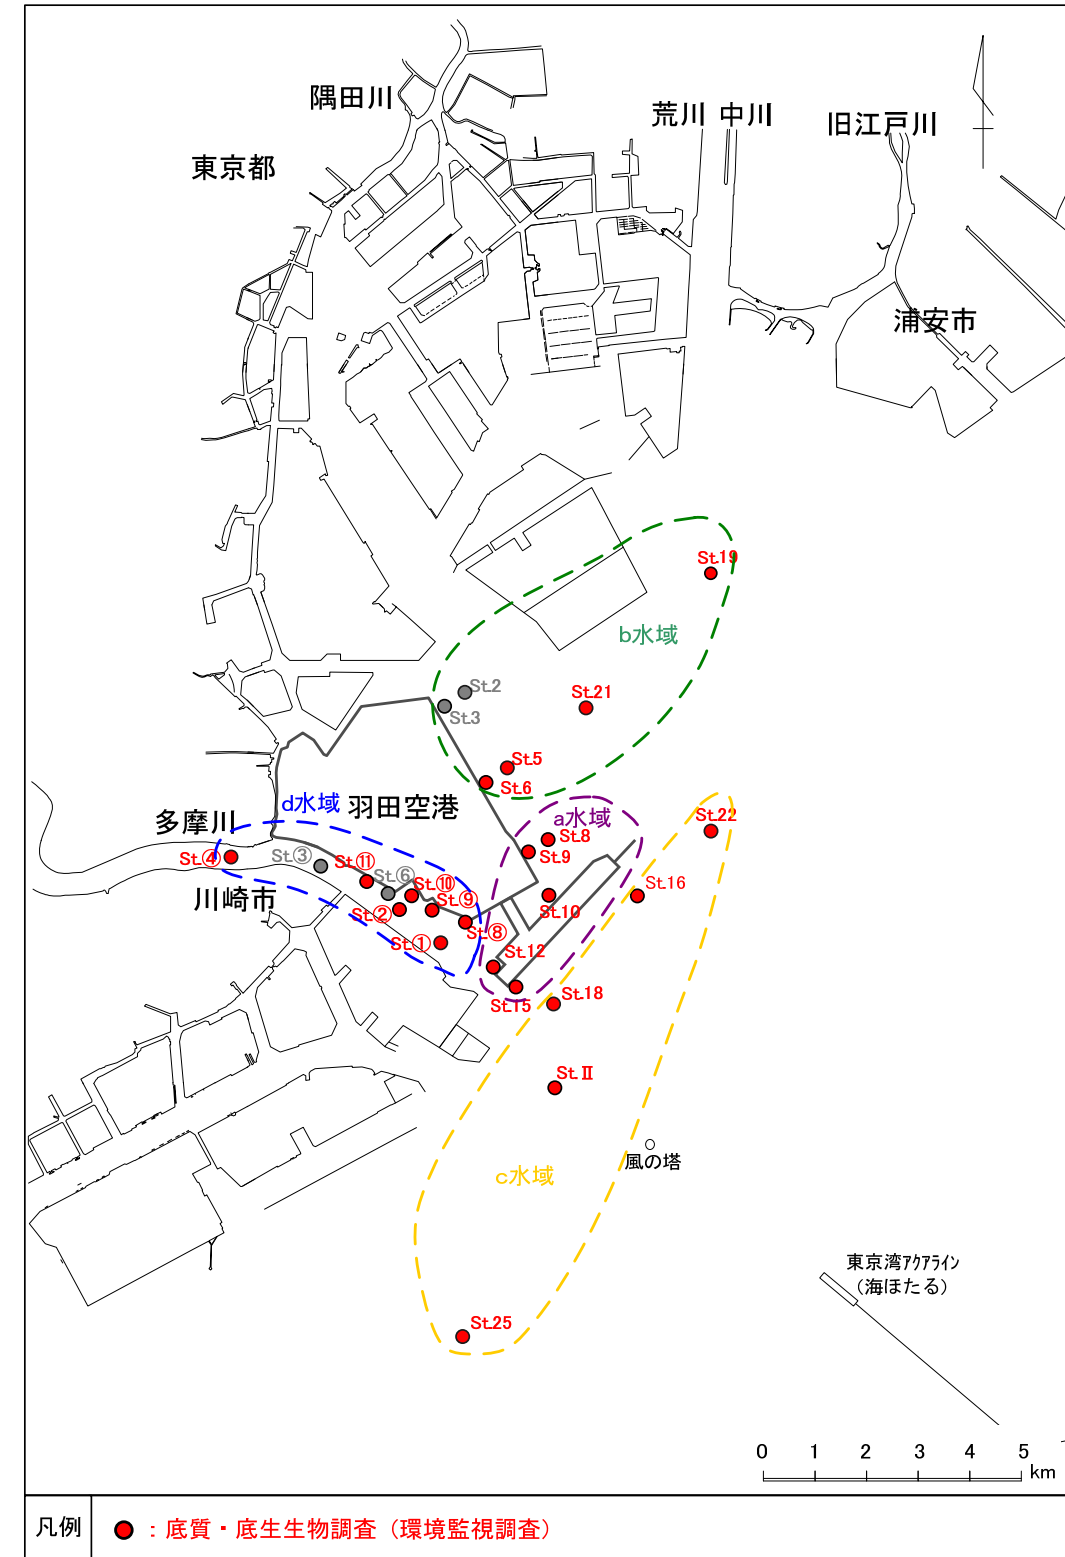 隅田川
荒川 中川
旧江戸川
東京都
浦安市
St.19
b水域
St.2
St.21
St.3
St.5
St.6
d水域
羽田空港
a水域
多摩川
St.22
St.8
St.9
St.④
St.③
St.⑪
St.⑥
St.⑩
St.16
川崎市
St.⑨
St.10
St.②
St.⑧
St.①
St.12
St.15
St.18
St.Ⅱ
風の塔
c水域
東京湾ｱｸｱﾗｲﾝ
（海ほたる）
St.25
0 1 2 3 4 5
km
凡例
：底質・底生生物調査（環境監視調査）